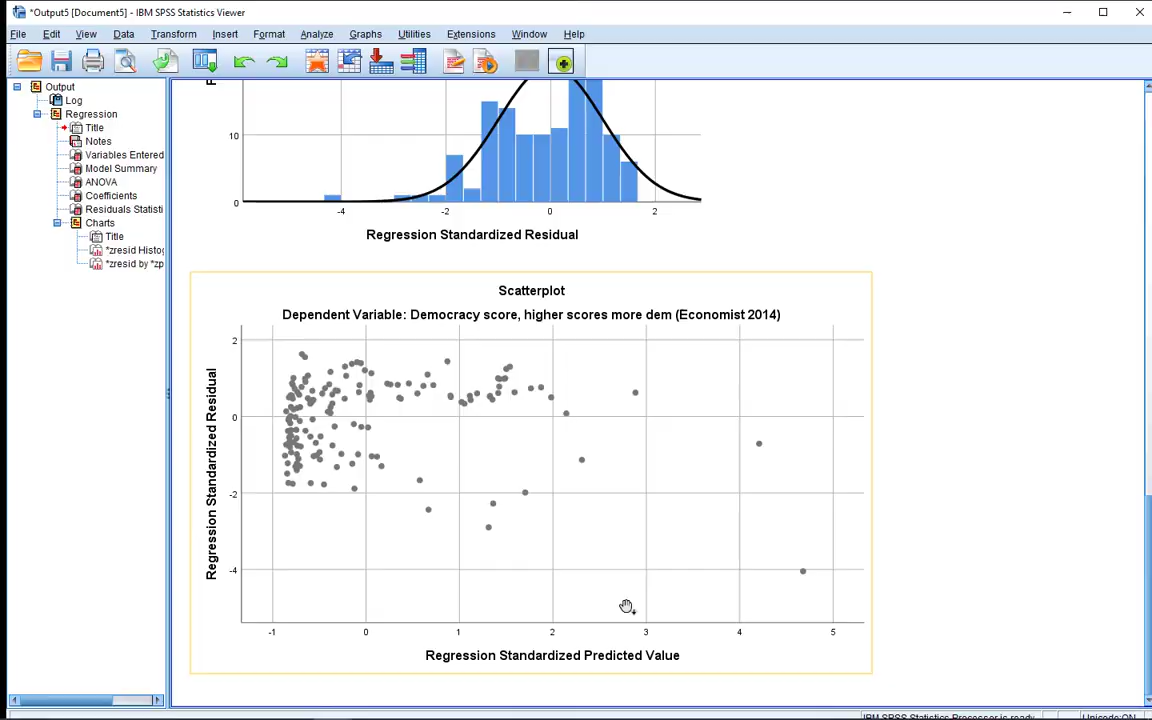 *Output5 [Document5] - IBM SPSS Statistics Viewer
File Edit View Data Transform Insert Format Analyze Graphs Utilities Extensions Window Help
Output
Log
Regression
Title
Notes
Variables Entered
Model Summary
ANOVA
Coefficients
Residuals Statisti
Charts
Title
*zresid Histog
*zresid by *zp
10
0
-4 -2 0 2
Regression Standardized Residual
Scatterplot
Dependent Variable: Democracy score, higher scores more dem (Economist 2014)
Regression Standardized Residual
2
0
-2
-4
-1 0 1 2 3 4 5
Regression Standardized Predicted Value
IBM SPSS Statistics Processor is ready
Unicode:ON